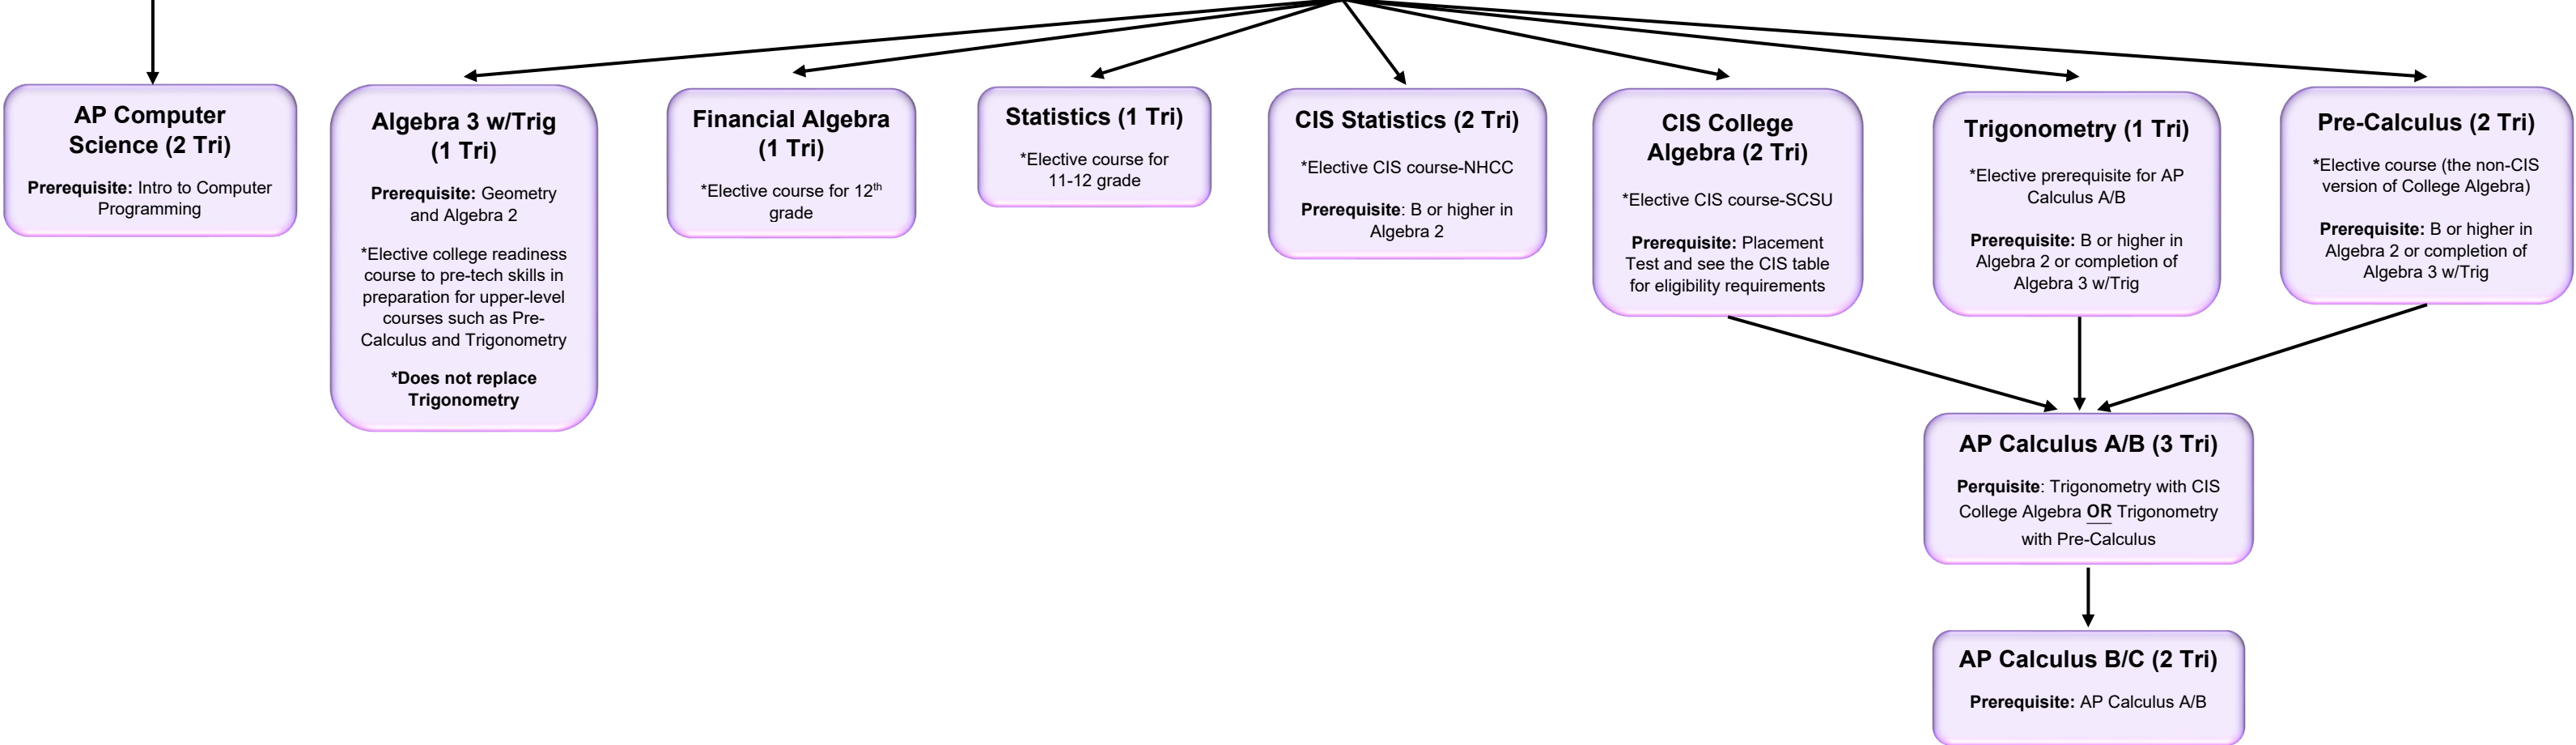 AP Computer
Science (2 Tri)
Prerequisite: Intro to Computer
Programming
Algebra 3 w/Trig
(1 Tri)
Prerequisite: Geometry
and Algebra 2
*Elective college readiness
course to pre-tech skills in
preparation for upper-level
courses such as Pre-
Calculus and Trigonometry
*Does not replace
Trigonometry
Financial Algebra
(1 Tri)
*Elective course for 12th
grade
Statistics (1 Tri)
*Elective course for
11-12 grade
CIS Statistics (2 Tri)
*Elective CIS course-NHCC
Prerequisite: B or higher in
Algebra 2
CIS College
Algebra (2 Tri)
*Elective CIS course-SCSU
Prerequisite: Placement
Test and see the CIS table
for eligibility requirements
Trigonometry (1 Tri)
*Elective prerequisite for AP
Calculus A/B
Prerequisite: B or higher in
Algebra 2 or completion of
Algebra 3 w/Trig
Pre-Calculus (2 Tri)
*Elective course (the non-CIS
version of College Algebra)
Prerequisite: B or higher in
Algebra 2 or completion of
Algebra 3 w/Trig
AP Calculus A/B (3 Tri)
Perquisite: Trigonometry with CIS
College Algebra OR Trigonometry
with Pre-Calculus
AP Calculus B/C (2 Tri)
Prerequisite: AP Calculus A/B